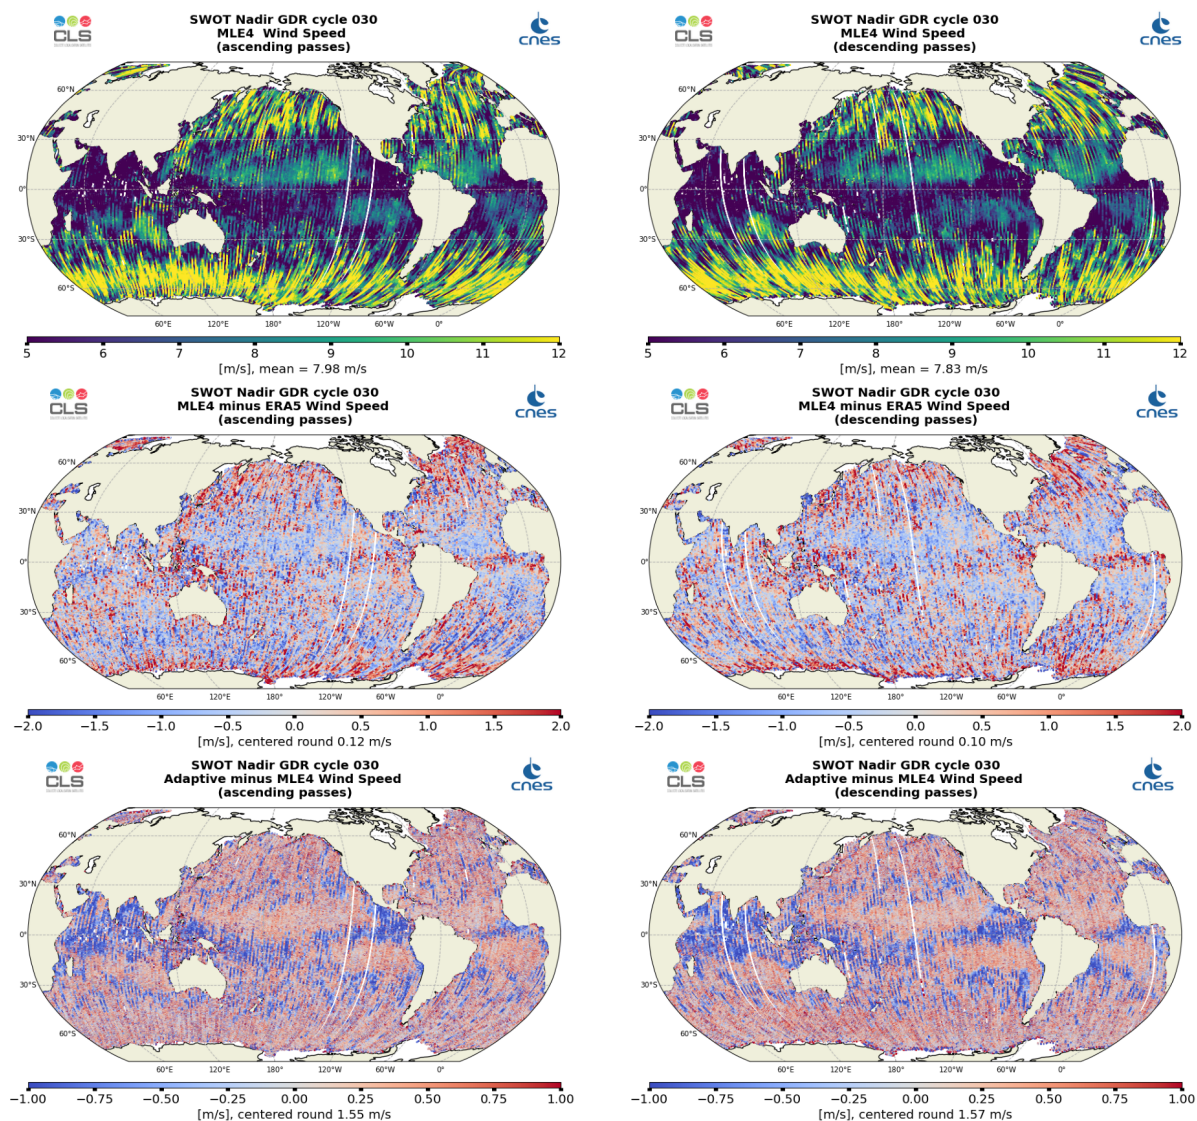 CLS
SWOT Nadir GDR cycle 030
MLE4  Wind Speed
(ascending passes)
cnes
60°N
30°N
0°
30°S
60°S
60°E 120°E 180° 120°W 60°W 0°
5 6 7 8 9 10 11 12
[m/s], mean = 7.98 m/s
CLS
SWOT Nadir GDR cycle 030
MLE4 Wind Speed
(descending passes)
cnes
60°N
30°N
0°
30°S
60°S
60°E 120°E 180° 120°W 60°W 0°
5 6 7 8 9 10 11 12
[m/s], mean = 7.83 m/s
CLS
SWOT Nadir GDR cycle 030
MLE4 minus ERA5 Wind Speed
(ascending passes)
cnes
60°N
30°N
0°
30°S
60°S
60°E 120°E 180° 120°W 60°W 0°
−2.0 −1.5 −1.0 −0.5 0.0 0.5 1.0 1.5 2.0
[m/s], centered round 0.12 m/s
CLS
SWOT Nadir GDR cycle 030
MLE4 minus ERA5 Wind Speed
(descending passes)
cnes
60°N
30°N
0°
30°S
60°S
60°E 120°E 180° 120°W 60°W 0°
−2.0 −1.5 −1.0 −0.5 0.0 0.5 1.0 1.5 2.0
[m/s], centered round 0.10 m/s
CLS
SWOT Nadir GDR cycle 030
Adaptive minus MLE4 Wind Speed
(ascending passes)
cnes
60°N
30°N
0°
30°S
60°S
60°E 120°E 180° 120°W 60°W 0°
−1.00 −0.75 −0.50 −0.25 0.00 0.25 0.50 0.75 1.00
[m/s], centered round 1.55 m/s
CLS
SWOT Nadir GDR cycle 030
Adaptive minus MLE4 Wind Speed
(descending passes)
cnes
60°N
30°N
0°
30°S
60°S
60°E 120°E 180° 120°W 60°W 0°
−1.00 −0.75 −0.50 −0.25 0.00 0.25 0.50 0.75 1.00
[m/s], centered round 1.57 m/s